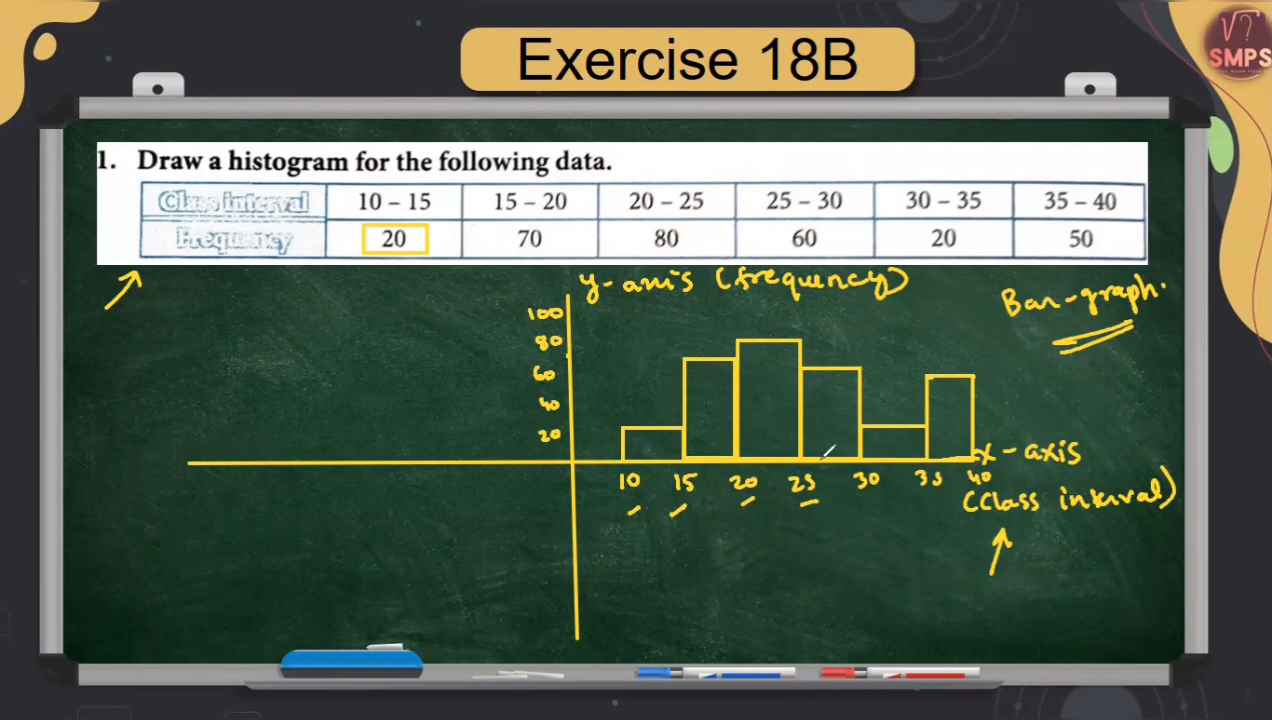 Exercise 18B
√?
SMPS
1. Draw a histogram for the following data.
Class interval 10 – 15 15 – 20 20 – 25 25 – 30 30 – 35 35 – 40
Frequency 20 70 80 60 20 50
y-axis (frequency)
Bar-graph.
100
80
60
40
20
x-axis
10 15 20 25 30 35 40
(Class interval)